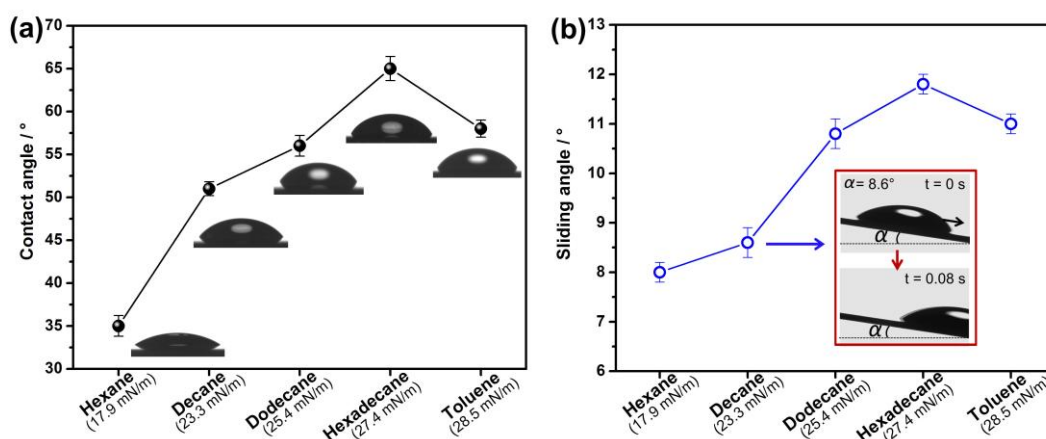 (a)
70
65
60
55
50
45
40
35
30
Contact angle / °
Hexane
(17.9 mN/m)
Decane
(23.3 mN/m)
Dodecane
(25.4 mN/m)
Hexadecane
(27.4 mN/m)
Toluene
(28.5 mN/m)
(b)
13
12
11
10
9
8
7
6
Sliding angle / °
α= 8.6° t = 0 s
α
t = 0.08 s
α
Hexane
(17.9 mN/m)
Decane
(23.3 mN/m)
Dodecane
(25.4 mN/m)
Hexadecane
(27.4 mN/m)
Toluene
(28.5 mN/m)